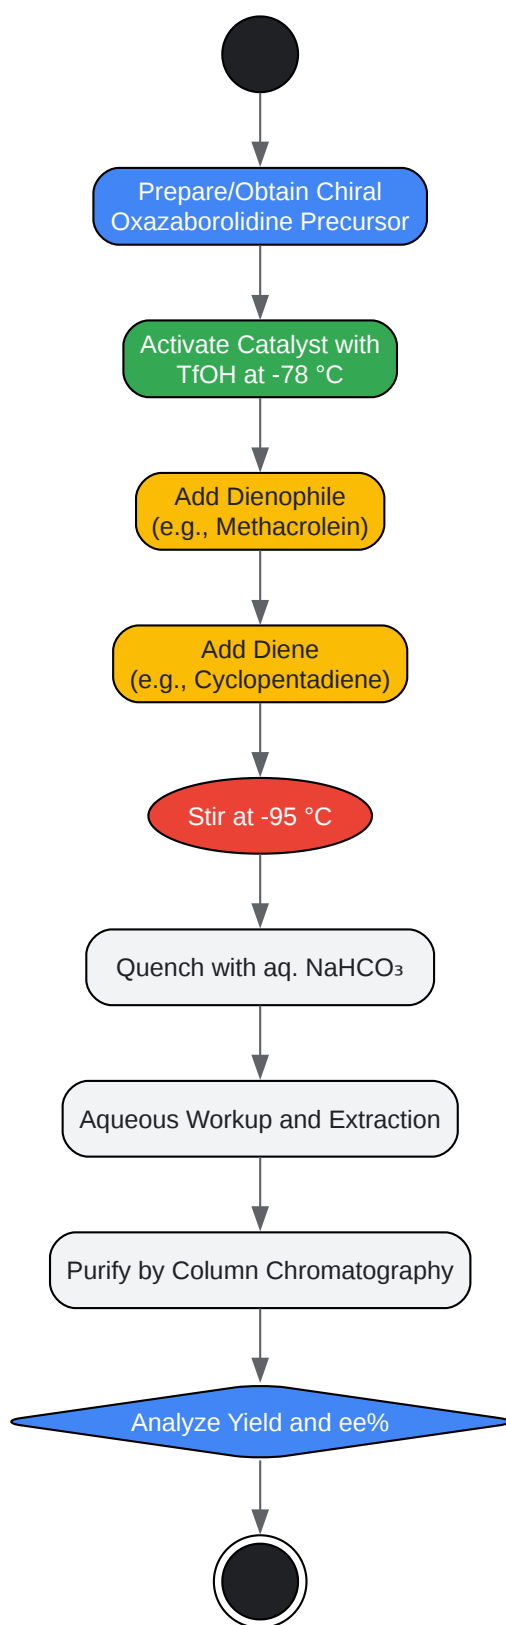 Prepare/Obtain Chiral
Oxazaborolidine Precursor
Activate Catalyst with
TfOH at -78 °C
Add Dienophile
(e.g., Methacrolein)
Add Diene
(e.g., Cyclopentadiene)
Stir at -95 °C
Quench with aq. NaHCO₃
Aqueous Workup and Extraction
Purify by Column Chromatography
Analyze Yield and ee%